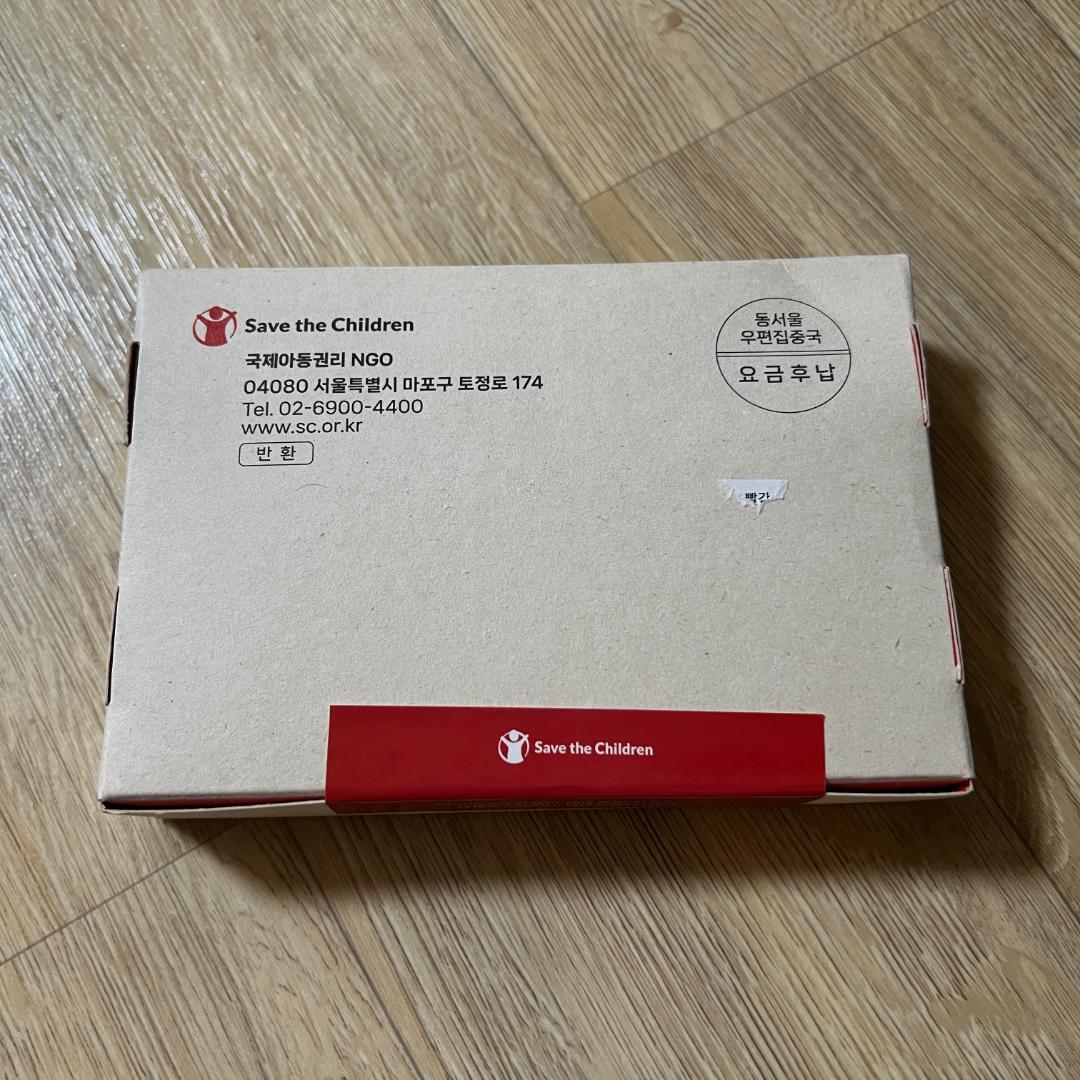 Save the Children
국제아동권리 NGO
04080 서울특별시 마포구 토정로 174
Tel. 02-6900-4400
www.sc.or.kr
반 환
동서울
우편집중국
요금후납
빨간
Save the Children